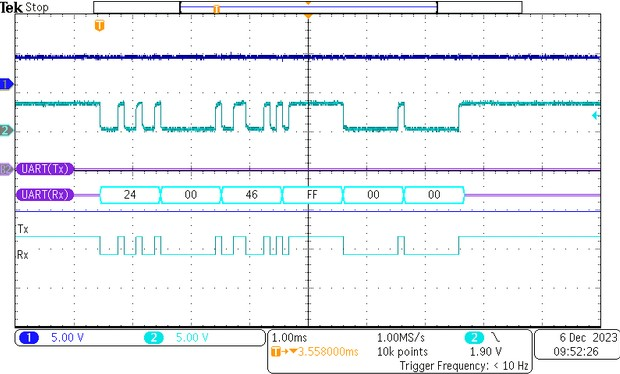 Tek Stop
T
T
1
2
B2 UART(Tx)
UART(Rx) 24 00 46 FF 00 00
Tx
Rx
1 5.00 V 2 5.00 V 1.00ms 1.00MS/s 2 6 Dec 2023
T→▼3.558000ms 10k points 1.90 V 09:52:26
Trigger Frequency: < 10 Hz